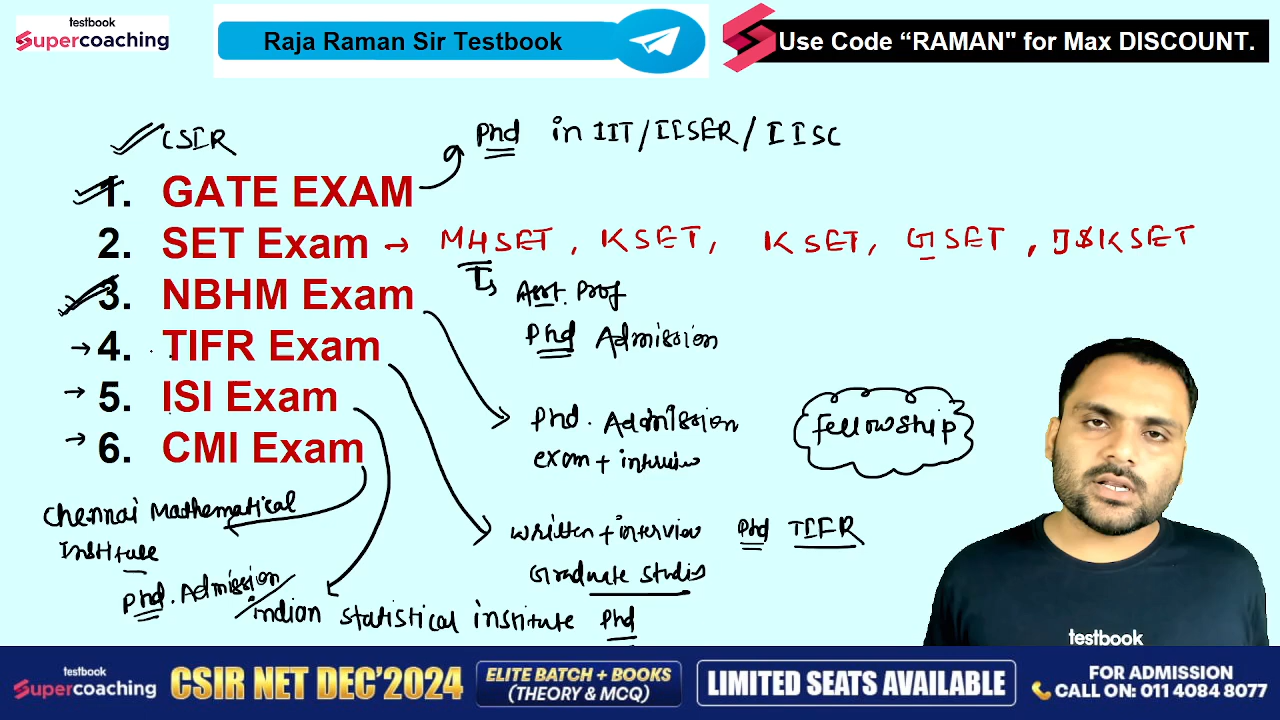 testbook
Supercoaching
Raja Raman Sir Testbook
Use Code “RAMAN" for Max DISCOUNT.
CSIR
Phd in IIT/IISER/IISC
1. GATE EXAM
2. SET Exam → MHSET, KSET, KSET, GSET, J&KSET
Asst. Prof
Phd Admission
3. NBHM Exam
4. TIFR Exam
5. ISI Exam
6. CMI Exam
Phd. Admission
exam + interview
fellowship
Chennai Mathematical
Institute
Phd. Admission
written + interview Phd TIFR
Graduate Studies
indian statistical institute Phd
testbook
testbook
Supercoaching
CSIR NET DEC'2024
ELITE BATCH + BOOKS
(THEORY & MCQ)
LIMITED SEATS AVAILABLE
FOR ADMISSION
CALL ON: 011 4084 8077